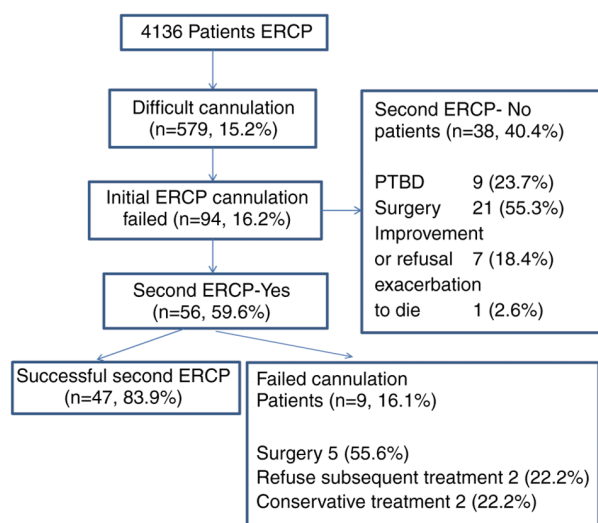 4136 Patients ERCP
Difficult cannulation
(n=579, 15.2%)
Initial ERCP cannulation
failed (n=94, 16.2%)
Second ERCP- No
patients (n=38, 40.4%)
PTBD 9 (23.7%)
Surgery 21 (55.3%)
Improvement
or refusal 7 (18.4%)
exacerbation
to die 1 (2.6%)
Second ERCP-Yes
(n=56, 59.6%)
Successful second ERCP
(n=47, 83.9%)
Failed cannulation
Patients (n=9, 16.1%)
Surgery 5 (55.6%)
Refuse subsequent treatment 2 (22.2%)
Conservative treatment 2 (22.2%)